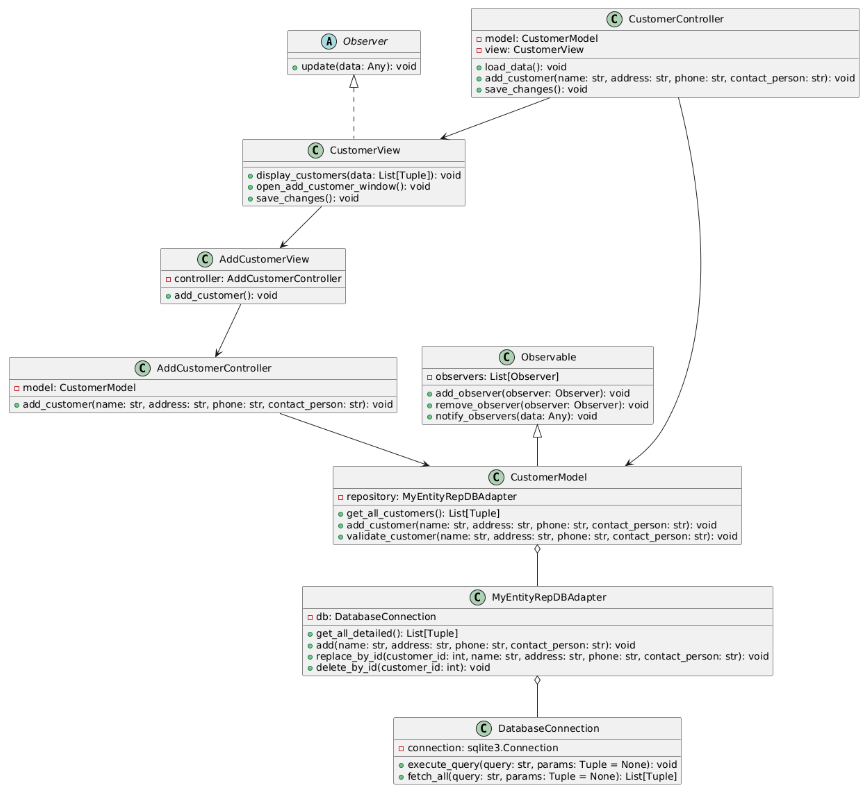 C CustomerController
model: CustomerModel
view: CustomerView
load_data(): void
add_customer(name: str, address: str, phone: str, contact_person: str): void
save_changes(): void
A Observer
update(data: Any): void
C CustomerView
display_customers(data: List[Tuple]): void
open_add_customer_window(): void
save_changes(): void
C AddCustomerView
controller: AddCustomerController
add_customer(): void
C AddCustomerController
model: CustomerModel
add_customer(name: str, address: str, phone: str, contact_person: str): void
C Observable
observers: List[Observer]
add_observer(observer: Observer): void
remove_observer(observer: Observer): void
notify_observers(data: Any): void
C CustomerModel
repository: MyEntityRepDBAdapter
get_all_customers(): List[Tuple]
add_customer(name: str, address: str, phone: str, contact_person: str): void
validate_customer(name: str, address: str, phone: str, contact_person: str): void
C MyEntityRepDBAdapter
db: DatabaseConnection
get_all_detailed(): List[Tuple]
add(name: str, address: str, phone: str, contact_person: str): void
replace_by_id(customer_id: int, name: str, address: str, phone: str, contact_person: str): void
delete_by_id(customer_id: int): void
C DatabaseConnection
connection: sqlite3.Connection
execute_query(query: str, params: Tuple = None): void
fetch_all(query: str, params: Tuple = None): List[Tuple]